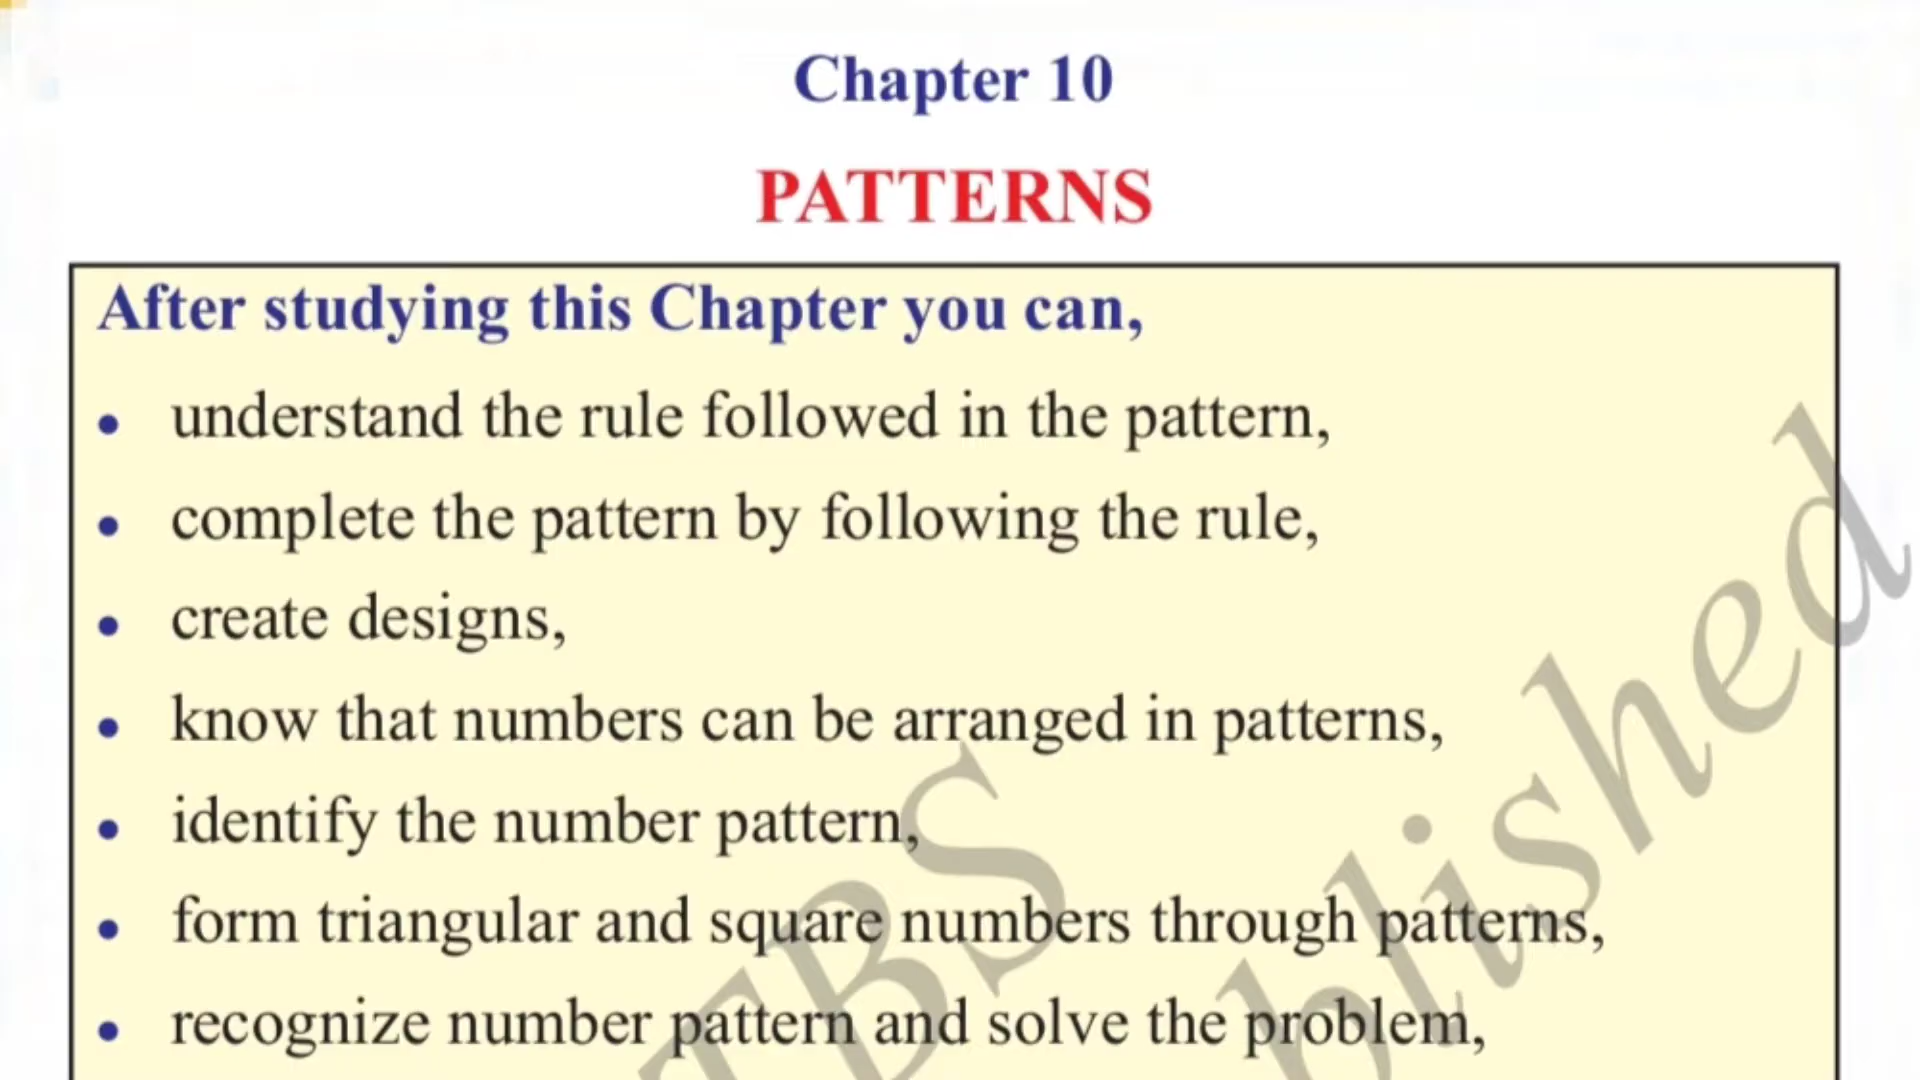 Chapter 10
PATTERNS
After studying this Chapter you can,
• understand the rule followed in the pattern,
• complete the pattern by following the rule,
• create designs,
• know that numbers can be arranged in patterns,
• identify the number pattern,
• form triangular and square numbers through patterns,
• recognize number pattern and solve the problem,
TBS
blished